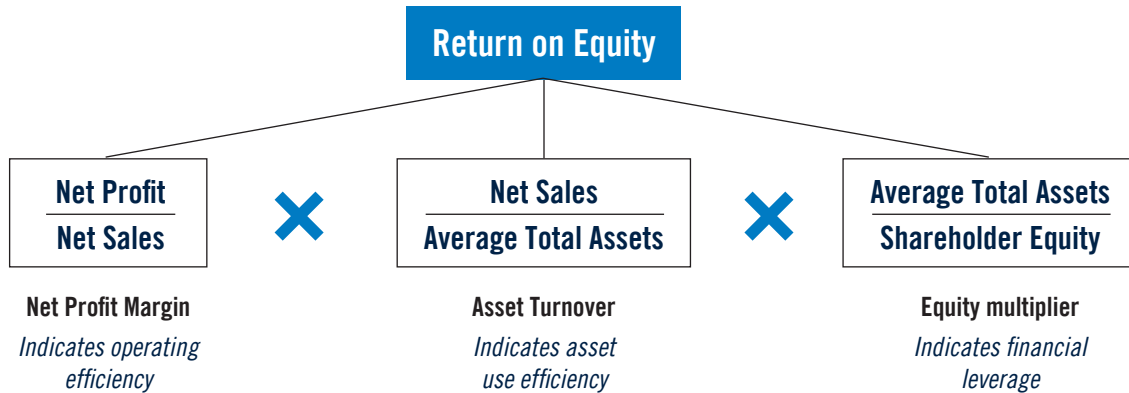 Return on Equity
Net Profit
Net Sales
×
Net Sales
Average Total Assets
×
Average Total Assets
Shareholder Equity
Net Profit Margin
Indicates operating
efficiency
Asset Turnover
Indicates asset
use efficiency
Equity multiplier
Indicates financial
leverage